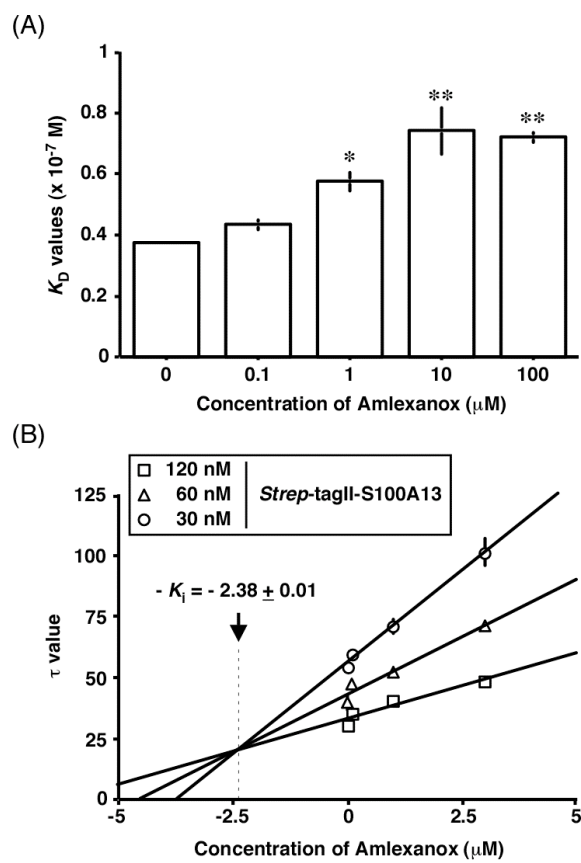 (A)
1
0.8
0.6
0.4
0.2
0
K_D values (x 10^-7 M)
*
**
**
0 0.1 1 10 100
Concentration of Amlexanox (μM)
(B)
120 nM
60 nM
30 nM
Strep-tagII-S100A13
125
100
75
50
25
0
τ value
- K_i = - 2.38 ± 0.01
-5 -2.5 0 2.5 5
Concentration of Amlexanox (μM)